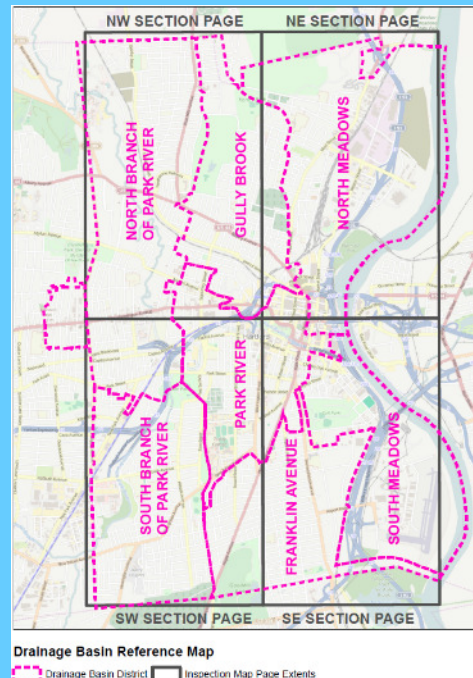 NW SECTION PAGE
NE SECTION PAGE
NORTH BRANCH
OF PARK RIVER
GULLY BROOK
NORTH MEADOWS
PARK RIVER
SOUTH BRANCH
OF PARK RIVER
FRANKLIN AVENUE
SOUTH MEADOWS
SW SECTION PAGE
SE SECTION PAGE
Drainage Basin Reference Map
Drainage Basin District
Inspection Map Page Extents